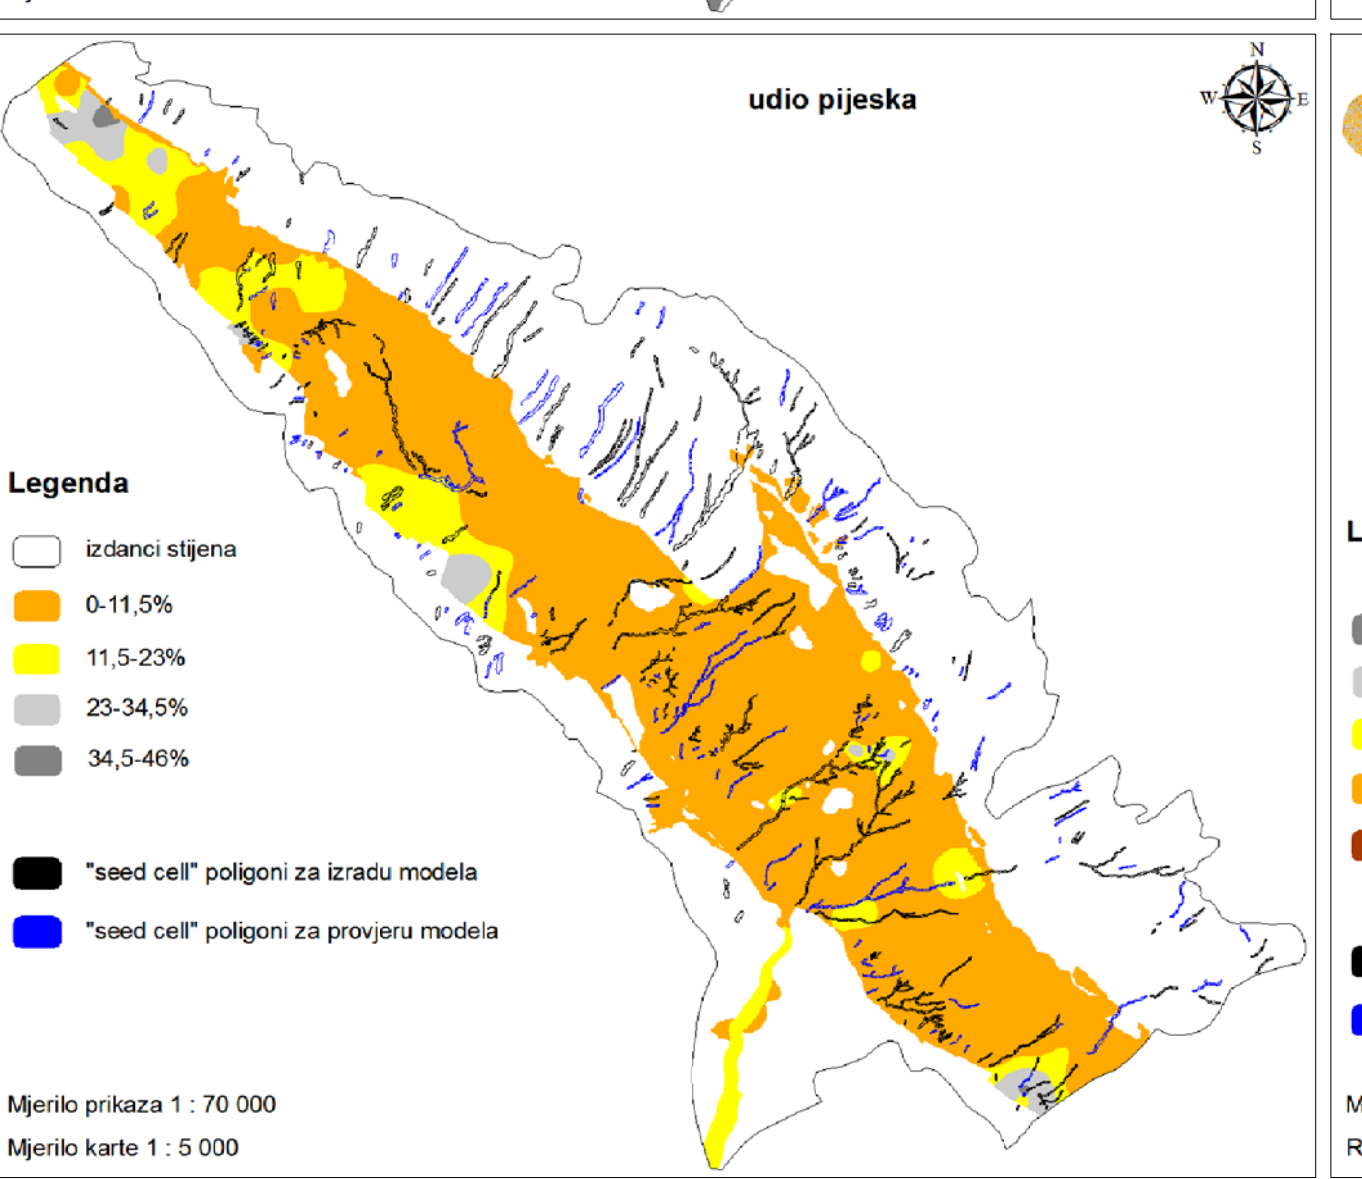 udio pijeska
N
W E
S
Legenda
izdanci stijena
0-11,5%
11,5-23%
23-34,5%
34,5-46%
"seed cell" poligoni za izradu modela
"seed cell" poligoni za provjeru modela
Mjerilo prikaza 1 : 70 000
Mjerilo karte 1 : 5 000
L
M
R